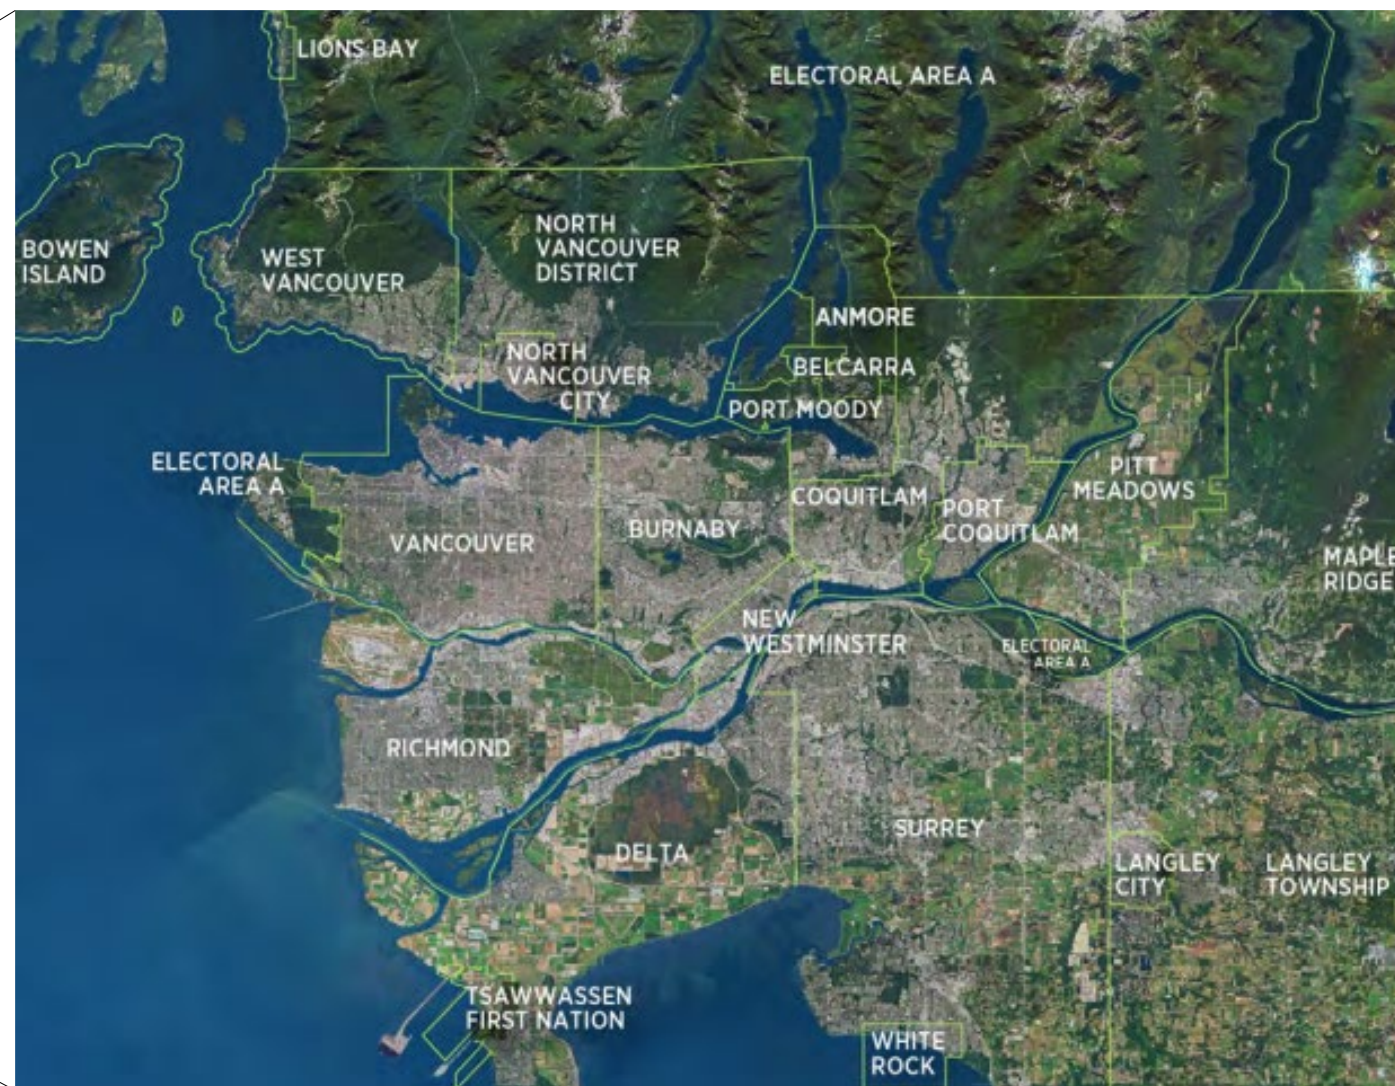 LIONS BAY
ELECTORAL AREA A
BOWEN
ISLAND
WEST
VANCOUVER
NORTH
VANCOUVER
DISTRICT
ANMORE
BELCARRA
NORTH
VANCOUVER
CITY
PORT MOODY
ELECTORAL
AREA A
VANCOUVER
BURNABY
COQUITLAM
PORT
COQUITLAM
PITT
MEADOWS
MAPLE
RIDGE
NEW
WESTMINSTER
ELECTORAL
AREA A
RICHMOND
DELTA
SURREY
LANGLEY
CITY
LANGLEY
TOWNSHIP
TSAWWASSEN
FIRST NATION
WHITE
ROCK